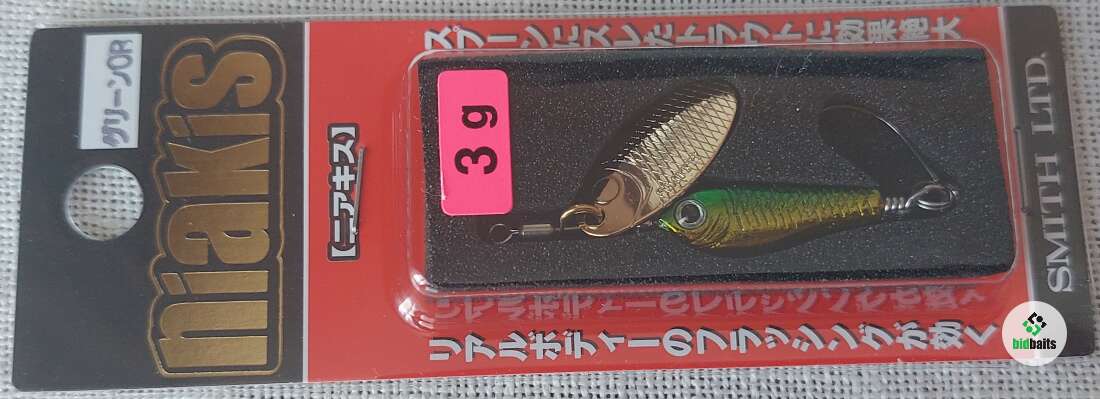 グリーンOR
niakis
【ニアキス】
スプーンにスレたトラウトに効果絶大
3g
リアルボディーのフラッシングが効く
SMITH LTD.
bidbaits